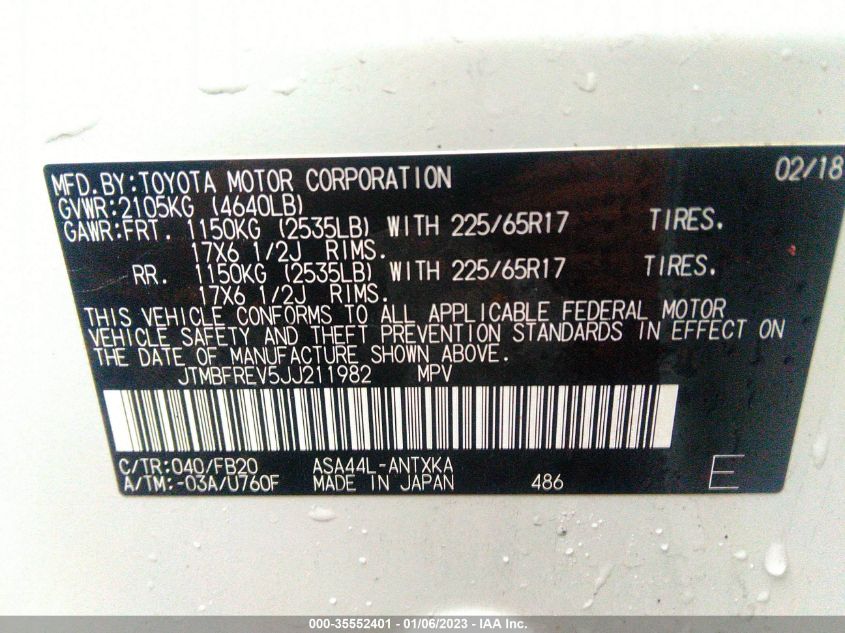 MFD.BY:TOYOTA MOTOR CORPORATION 02/18
GVWR:2105KG (4640LB)
GAWR:FRT. 1150KG (2535LB) WITH 225/65R17 TIRES.
17X6 1/2J RIMS.
RR. 1150KG (2535LB) WITH 225/65R17 TIRES.
17X6 1/2J RIMS.
THIS VEHICLE CONFORMS TO ALL APPLICABLE FEDERAL MOTOR
VEHICLE SAFETY AND THEFT PREVENTION STANDARDS IN EFFECT ON
THE DATE OF MANUFACTURE SHOWN ABOVE.
JTMBFREV5JJ211982 MPV
C/TR:040/FB20 ASA44L-ANTXKA
A/TM:-03A/U760F MADE IN JAPAN 486 E
000-35552401 - 01/06/2023 - IAA Inc.